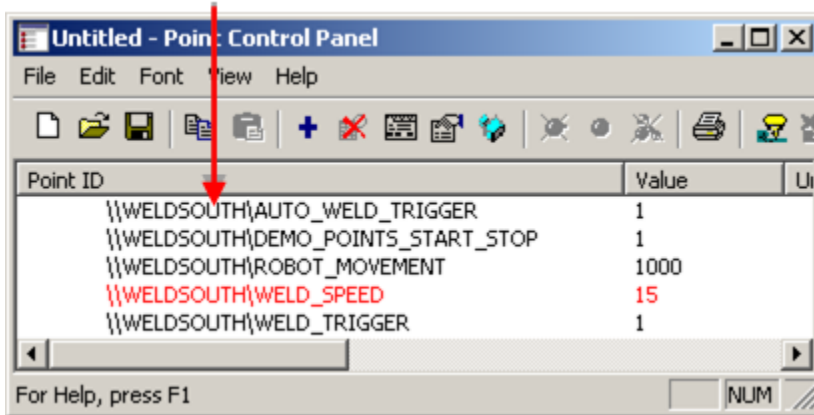 Untitled - Point Control Panel
File Edit Font View Help
Point ID Value
\\WELDSOUTH\AUTO_WELD_TRIGGER 1
\\WELDSOUTH\DEMO_POINTS_START_STOP 1
\\WELDSOUTH\ROBOT_MOVEMENT 1000
\\WELDSOUTH\WELD_SPEED 15
\\WELDSOUTH\WELD_TRIGGER 1
For Help, press F1 NUM